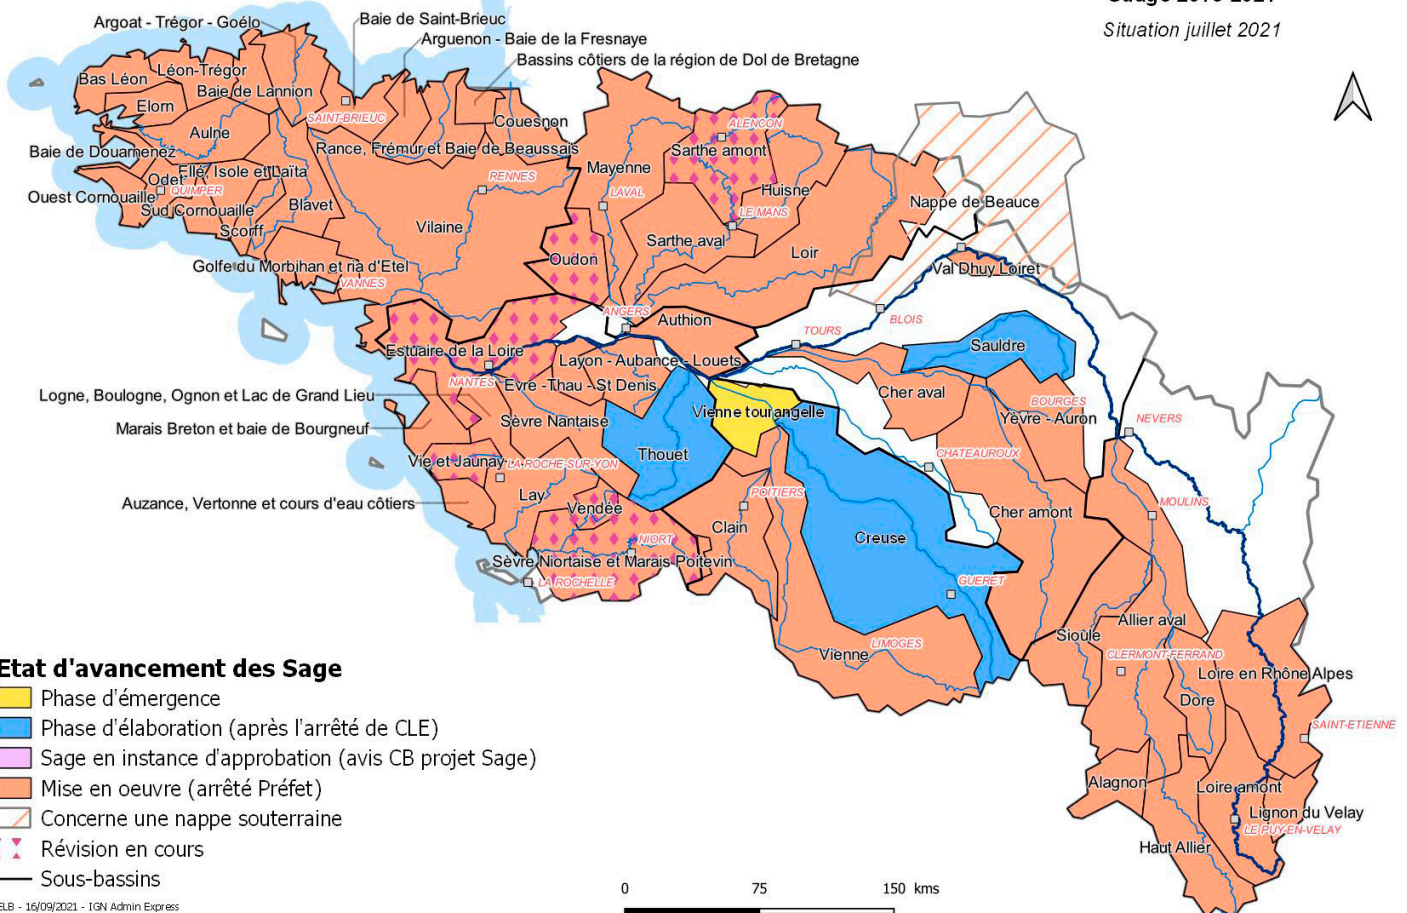 Situation juillet 2021
Argoat - Trégor - Goélo
Baie de Saint-Brieuc
Arguenon - Baie de la Fresnaye
Bassins côtiers de la région de Dol de Bretagne
Bas Léon
Léon-Trégor
Baie de Lannion
Elorn
SAINT-BRIEUC
Couesnon
Aulne
ALENCON
Baie de Douarnenez
Rance, Frémur et Baie de Beaussais
Sarthe amont
Odet
Ellé, Isole et Laïta
Mayenne
QUIMPER
RENNES
LAVAL
Huisne
Ouest Cornouaille
Sud Cornouaille
Blavet
LE MANS
Nappe de Beauce
Scorff
Vilaine
Sarthe aval
Loir
Golfe du Morbihan et ria d'Etel
Oudon
Val Dhuy Loiret
VANNES
ANGERS
Authion
BLOIS
TOURS
Estuaire de la Loire
Layon - Aubance - Louets
Sauldre
NANTES
Evre -Thau - St Denis
Logne, Boulogne, Ognon et Lac de Grand Lieu
Cher aval
BOURGES
Marais Breton et baie de Bourgneuf
Sèvre Nantaise
Vienne tourangelle
Yèvre - Auron
NEVERS
Vie et Jaunay
LA ROCHE-SUR-YON
Thouet
CHATEAUROUX
Auzance, Vertonne et cours d'eau côtiers
Lay
Vendée
POITIERS
Clain
Cher amont
MOULINS
NIORT
Creuse
Sèvre Niortaise et Marais Poitevin
LA ROCHELLE
GUERET
Vienne
LIMOGES
Sioule
Allier aval
CLERMONT-FERRAND
Loire en Rhône Alpes
Dore
SAINT-ETIENNE
Alagnon
Loire amont
Lignon du Velay
LE PUY-EN-VELAY
Haut Allier
Etat d'avancement des Sage
Phase d'émergence
Phase d'élaboration (après l'arrêté de CLE)
Sage en instance d'approbation (avis CB projet Sage)
Mise en oeuvre (arrêté Préfet)
Concerne une nappe souterraine
Révision en cours
Sous-bassins
ELB - 16/09/2021 - IGN Admin Express
0 75 150 kms